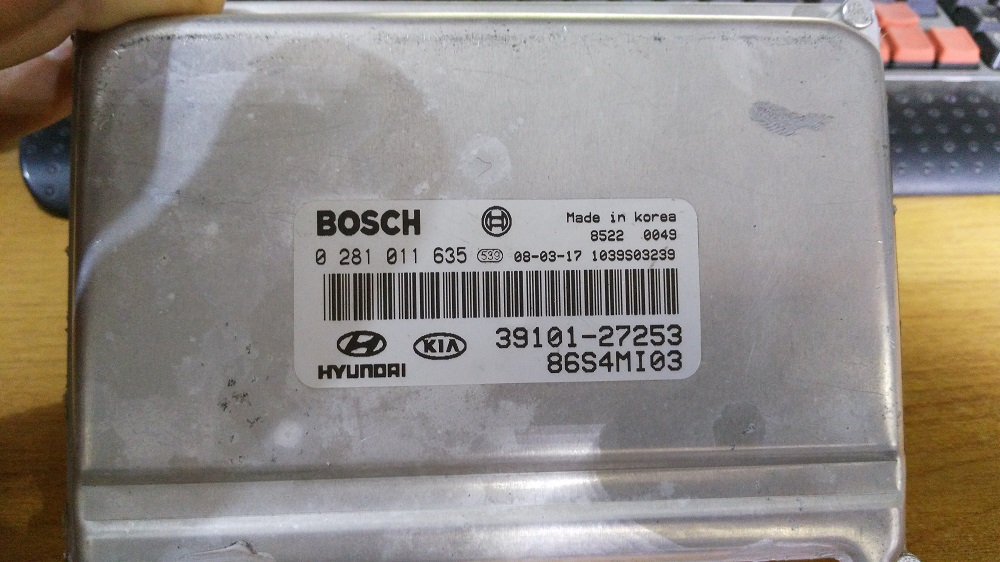 BOSCH
Made in korea
8522 0049
0 281 011 635 539 08-03-17 1039S03239
39101-27253
KIA
HYUNDAI
86S4MI03